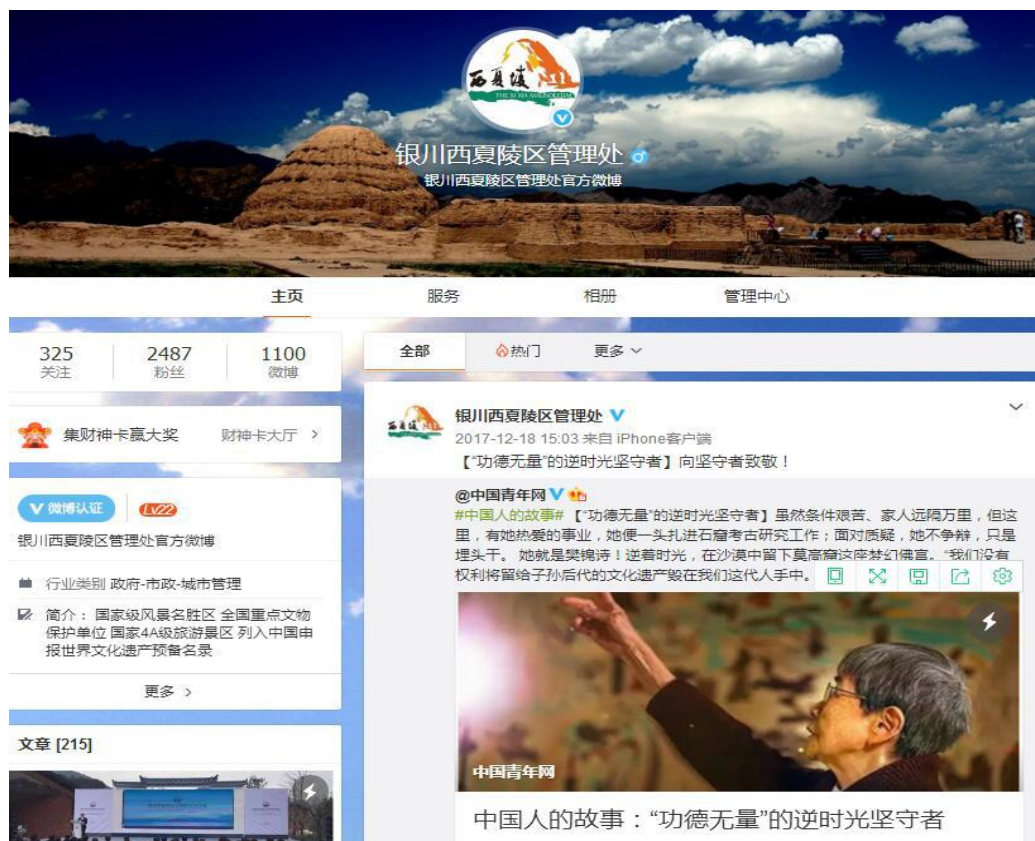 西夏陵
THE XI XIA MAUSOLEUM
银川西夏陵区管理处
银川西夏陵区管理处官方微博
主页 服务 相册 管理中心
325 2487 1100
关注 粉丝 微博
集财神卡赢大奖 财神卡大厅 >
V 微博认证 LV22
银川西夏陵区管理处官方微博
行业类别 政府-市政-城市管理
简介： 国家级风景名胜区 全国重点文物
保护单位 国家4A级旅游景区 列入中国申
报世界文化遗产预备名录
更多 >
文章 [215]
全部 热门 更多
银川西夏陵区管理处
2017-12-18 15:03 来自 iPhone客户端
【“功德无量”的逆时光坚守者】向坚守者致敬！
@中国青年网
#中国人的故事# 【“功德无量”的逆时光坚守者】虽然条件艰苦、家人远隔万里，但这
里，有她热爱的事业，她便一头扎进石窟考古研究工作；面对质疑，她不争辩，只是
埋头干。 她就是樊锦诗！逆着时光，在沙漠中留下莫高窟这座梦幻佛宫。“我们没有
权利将留给子孙后代的文化遗产毁在我们这代人手中。
中国青年网
中国人的故事：“功德无量”的逆时光坚守者